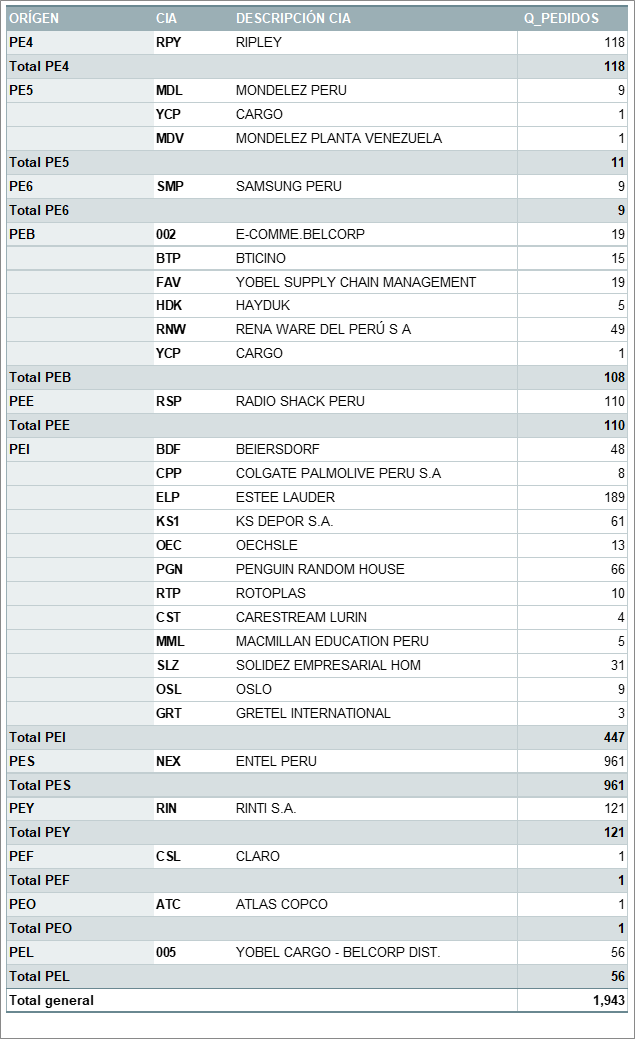 ORÍGEN CIA DESCRIPCIÓN CIA Q_PEDIDOS
PE4 RPY RIPLEY 118
Total PE4 118
PE5 MDL MONDELEZ PERU 9
YCP CARGO 1
MDV MONDELEZ PLANTA VENEZUELA 1
Total PE5 11
PE6 SMP SAMSUNG PERU 9
Total PE6 9
PEB 002 E-COMME.BELCORP 19
BTP BTICINO 15
FAV YOBEL SUPPLY CHAIN MANAGEMENT 19
HDK HAYDUK 5
RNW RENA WARE DEL PERÚ S A 49
YCP CARGO 1
Total PEB 108
PEE RSP RADIO SHACK PERU 110
Total PEE 110
PEI BDF BEIERSDORF 48
CPP COLGATE PALMOLIVE PERU S.A 8
ELP ESTEE LAUDER 189
KS1 KS DEPOR S.A. 61
OEC OECHSLE 13
PGN PENGUIN RANDOM HOUSE 66
RTP ROTOPLAS 10
CST CARESTREAM LURIN 4
MML MACMILLAN EDUCATION PERU 5
SLZ SOLIDEZ EMPRESARIAL HOM 31
OSL OSLO 9
GRT GRETEL INTERNATIONAL 3
Total PEI 447
PES NEX ENTEL PERU 961
Total PES 961
PEY RIN RINTI S.A. 121
Total PEY 121
PEF CSL CLARO 1
Total PEF 1
PEO ATC ATLAS COPCO 1
Total PEO 1
PEL 005 YOBEL CARGO - BELCORP DIST. 56
Total PEL 56
Total general 1,943